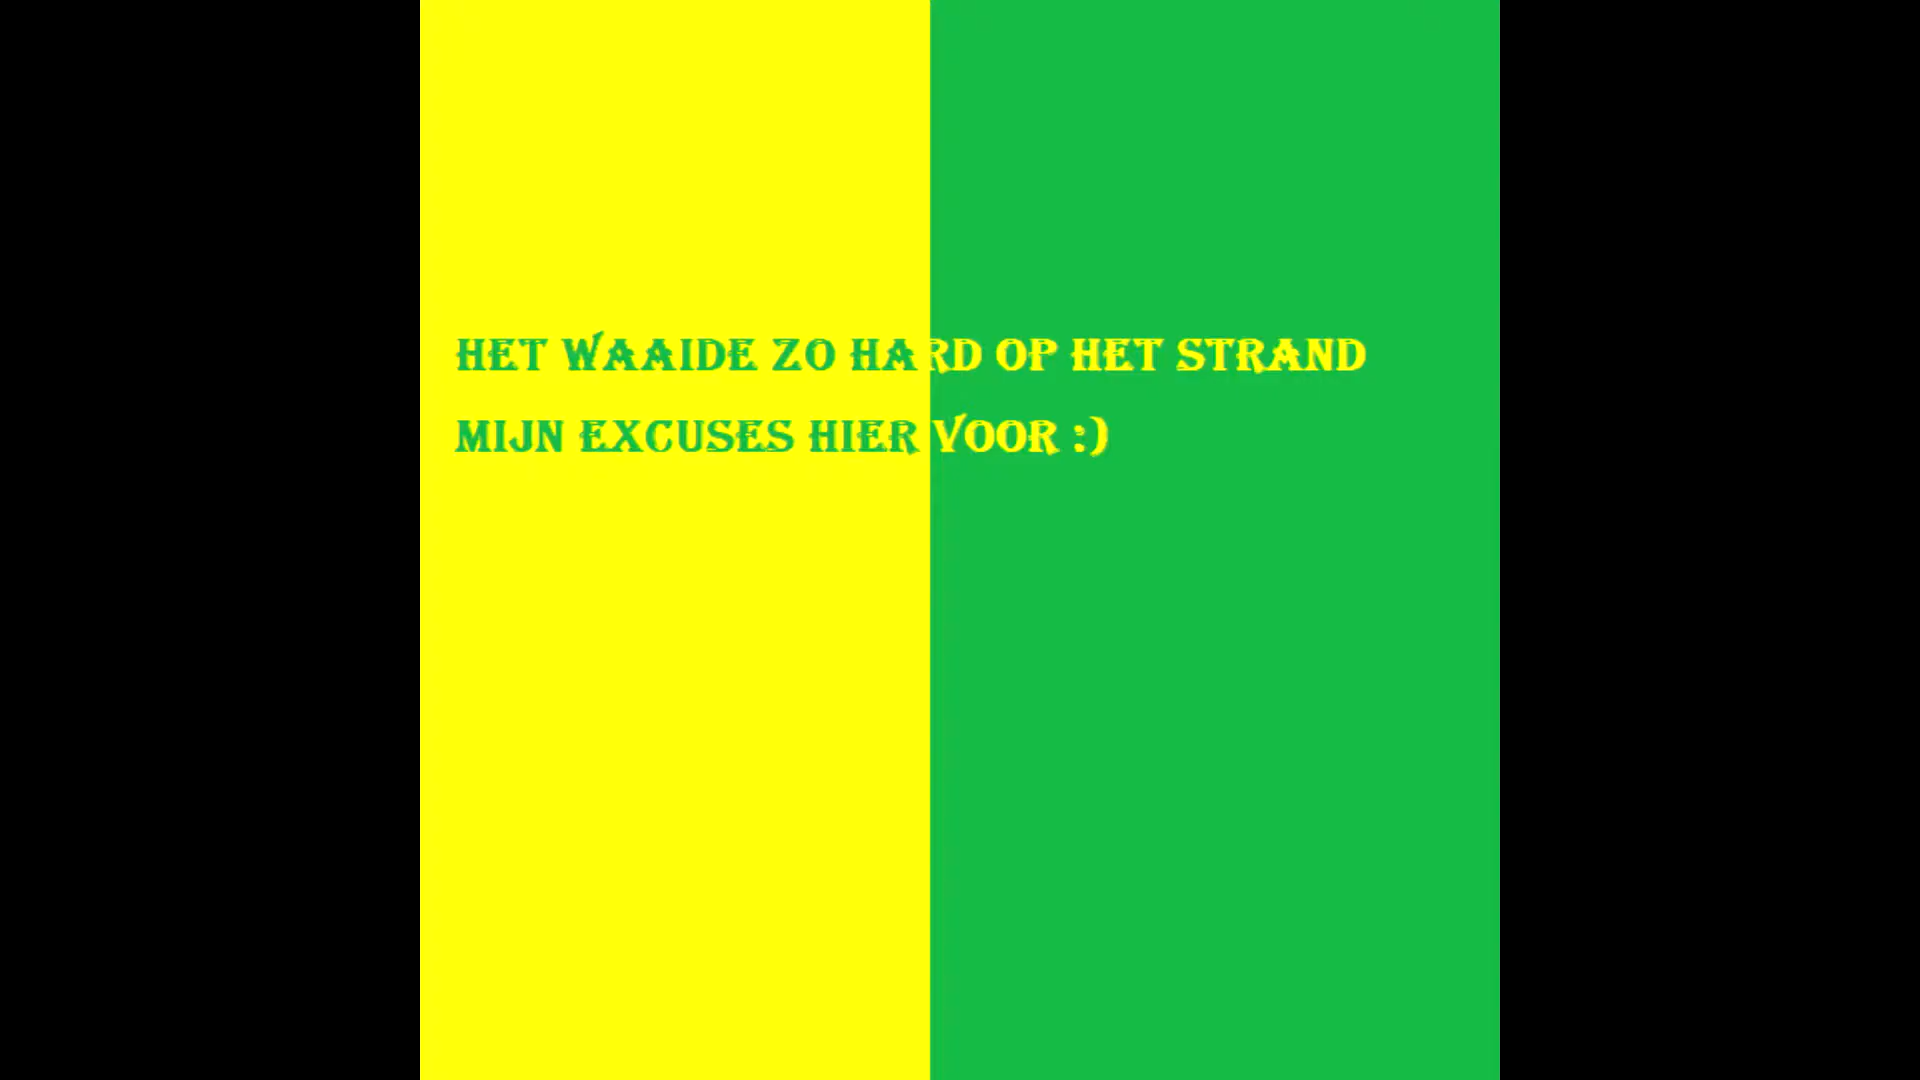 HET WAAIDE ZO HARD OP HET STRAND
MIJN EXCUSES HIER VOOR :)